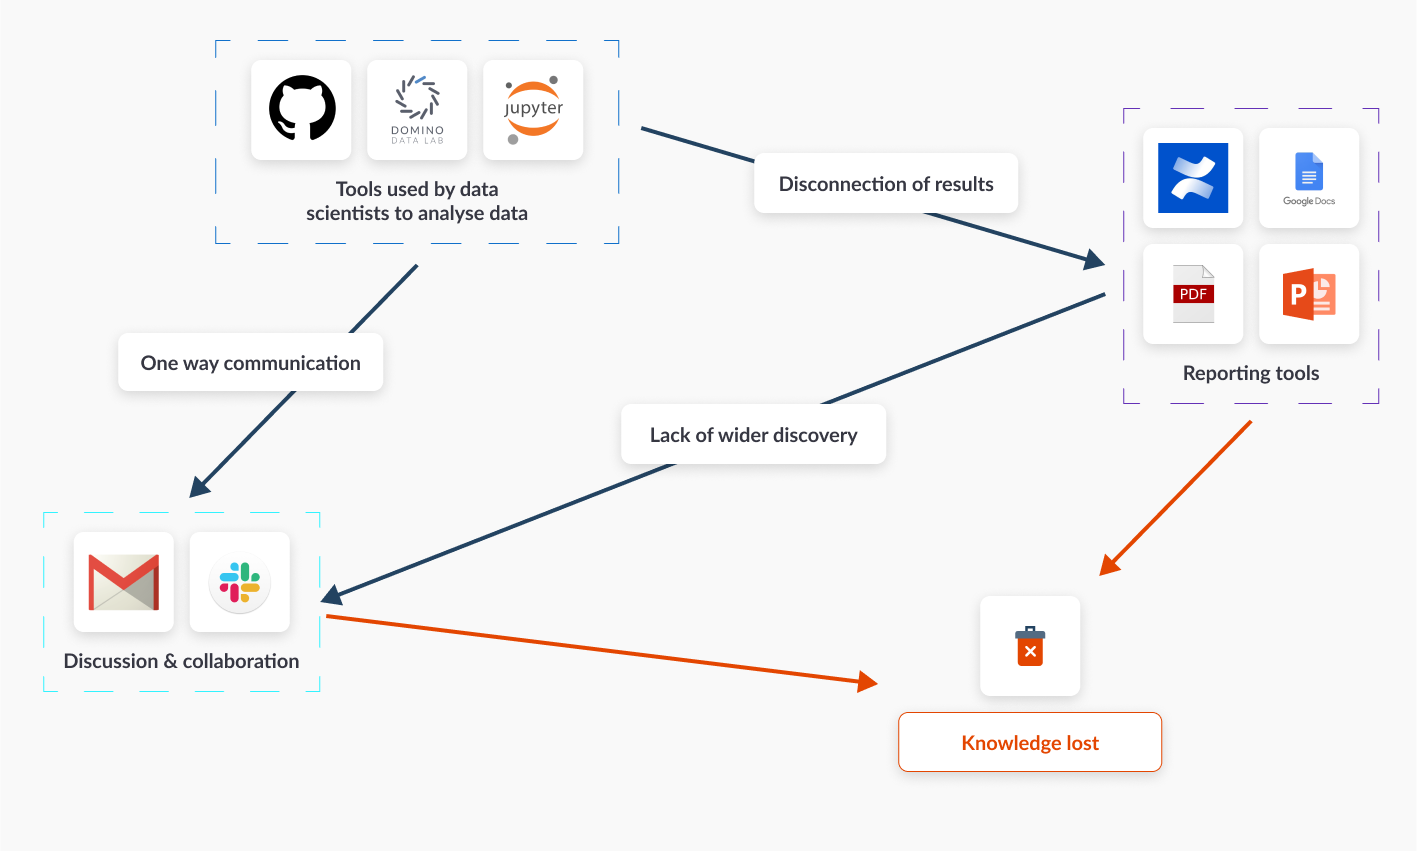 DOMINO
DATA LAB
jupyter
Tools used by data
scientists to analyse data
Disconnection of results
Google Docs
PDF
P
Reporting tools
One way communication
Lack of wider discovery
Discussion & collaboration
Knowledge lost